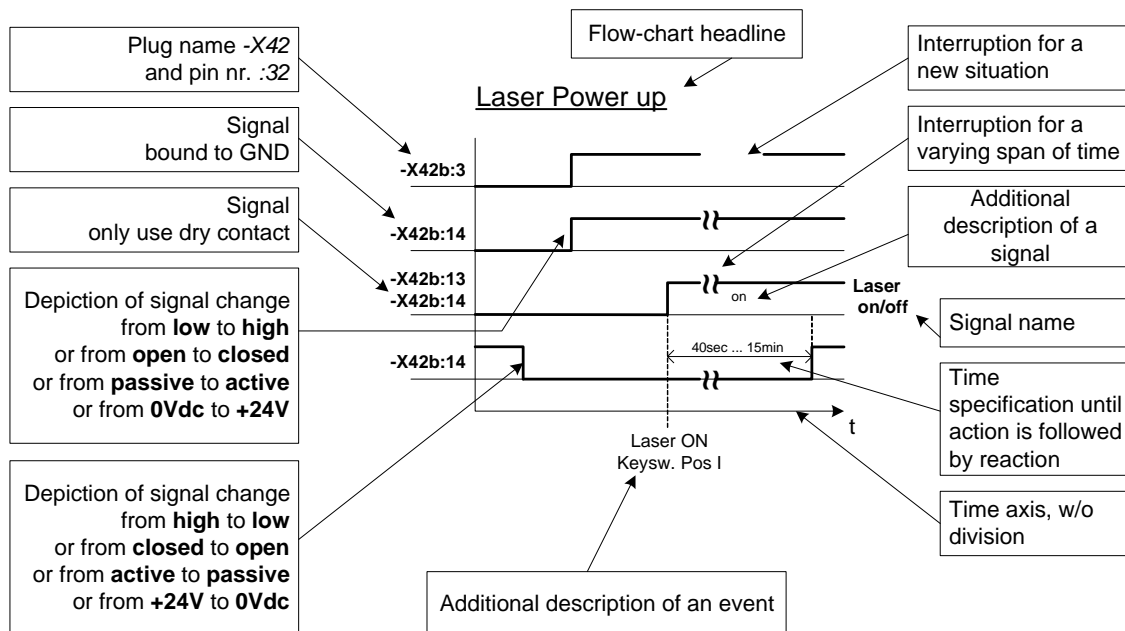 Flow-chart headline
Plug name -X42
and pin nr. :32
Signal
bound to GND
Signal
only use dry contact
Depiction of signal change
from low to high
or from open to closed
or from passive to active
or from 0Vdc to +24V
Depiction of signal change
from high to low
or from closed to open
or from active to passive
or from +24V to 0Vdc
Laser Power up
-X42b:3
-X42b:14
-X42b:13
-X42b:14
-X42b:14
on
Laser
on/off
40sec ... 15min
t
Laser ON
Keysw. Pos I
Additional description of an event
Interruption for a
new situation
Interruption for a
varying span of time
Additional
description of a
signal
Signal name
Time
specification until
action is followed
by reaction
Time axis, w/o
division